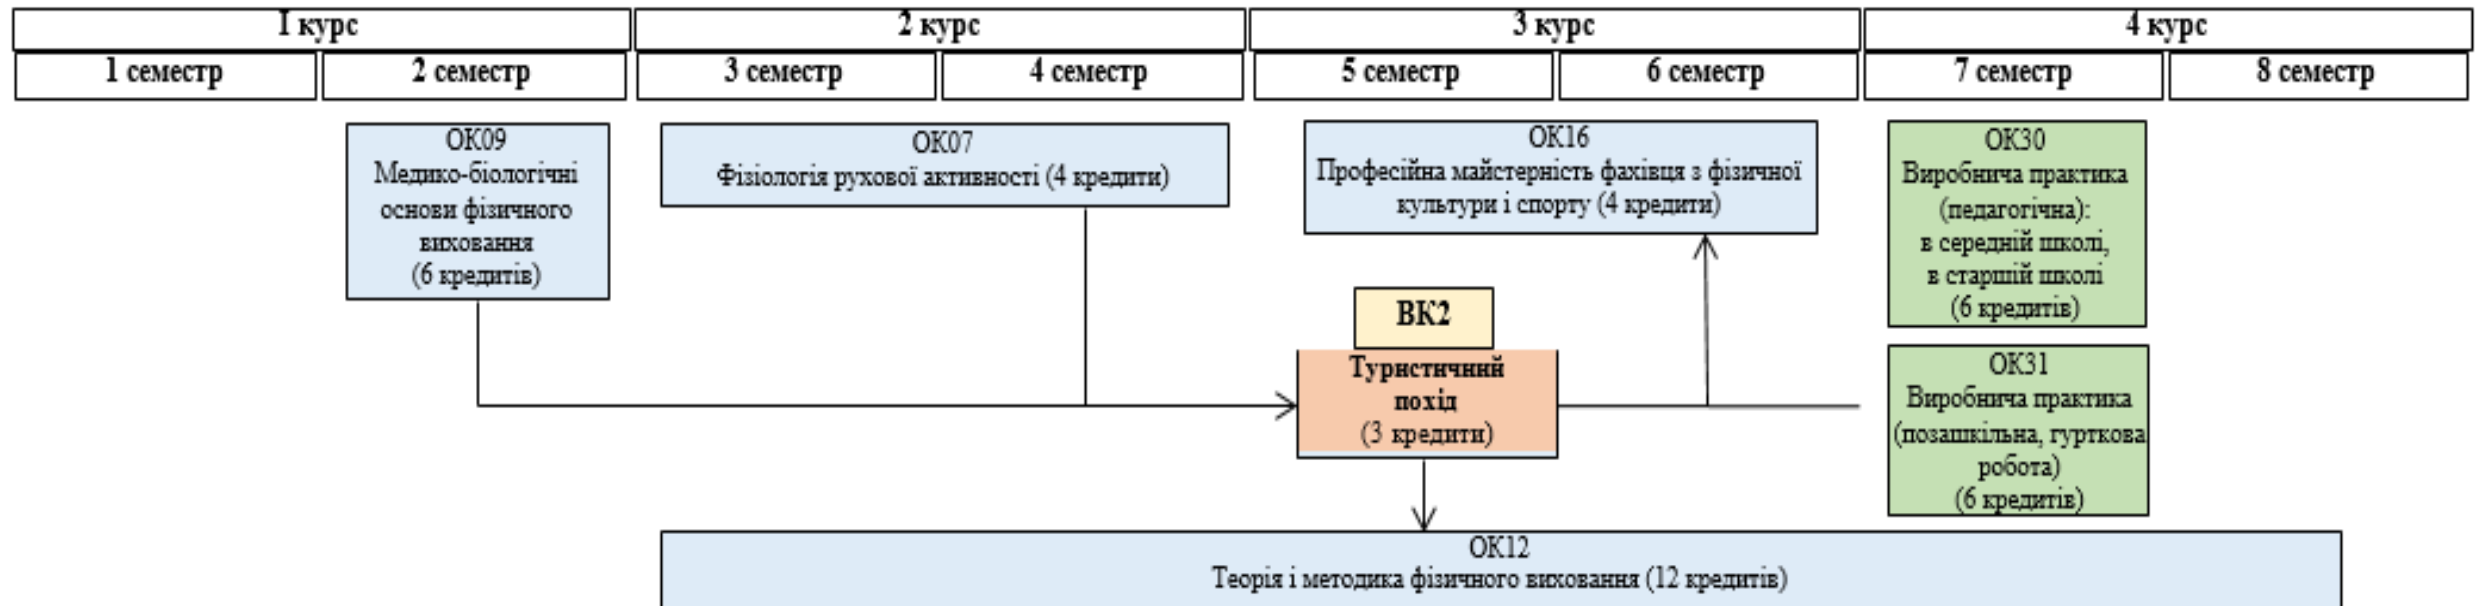 I курс
2 курс
3 курс
4 курс
1 семестр
2 семестр
3 семестр
4 семестр
5 семестр
6 семестр
7 семестр
8 семестр
ОК09
Медико-біологічні
основи фізичного
виховання
(6 кредитів)
ОК07
Фізіологія рухової активності (4 кредити)
ОК16
Професійна майстерність фахівця з фізичної
культури і спорту (4 кредити)
ОК30
Виробнича практика
(педагогічна):
в середній школі,
в старшій школі
(6 кредитів)
ВК2
Туристичний
похід
(3 кредити)
ОК31
Виробнича практика
(позашкільна, гурткова
робота)
(6 кредитів)
ОК12
Теорія і методика фізичного виховання (12 кредитів)